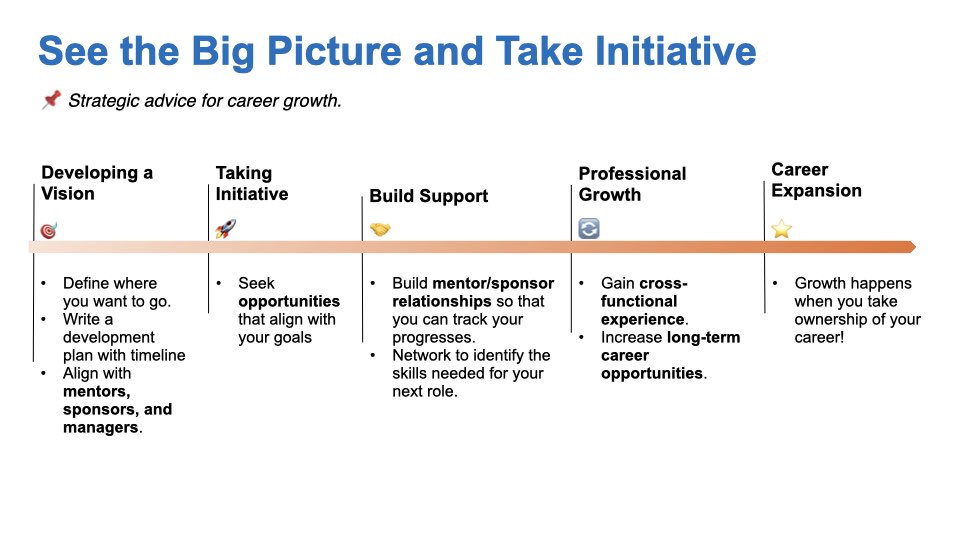 See the Big Picture and Take Initiative
📌 Strategic advice for career growth.
Developing a
Vision
🎯
• Define where
you want to go.
• Write a
development
plan with timeline
• Align with
mentors,
sponsors, and
managers.
Taking
Initiative
🚀
• Seek
opportunities
that align with
your goals
Build Support
🤝
• Build mentor/sponsor
relationships so that
you can track your
progresses.
• Network to identify the
skills needed for your
next role.
Professional
Growth
🔄
• Gain cross-
functional
experience.
• Increase long-term
career
opportunities.
Career
Expansion
⭐
• Growth happens
when you take
ownership of your
career!